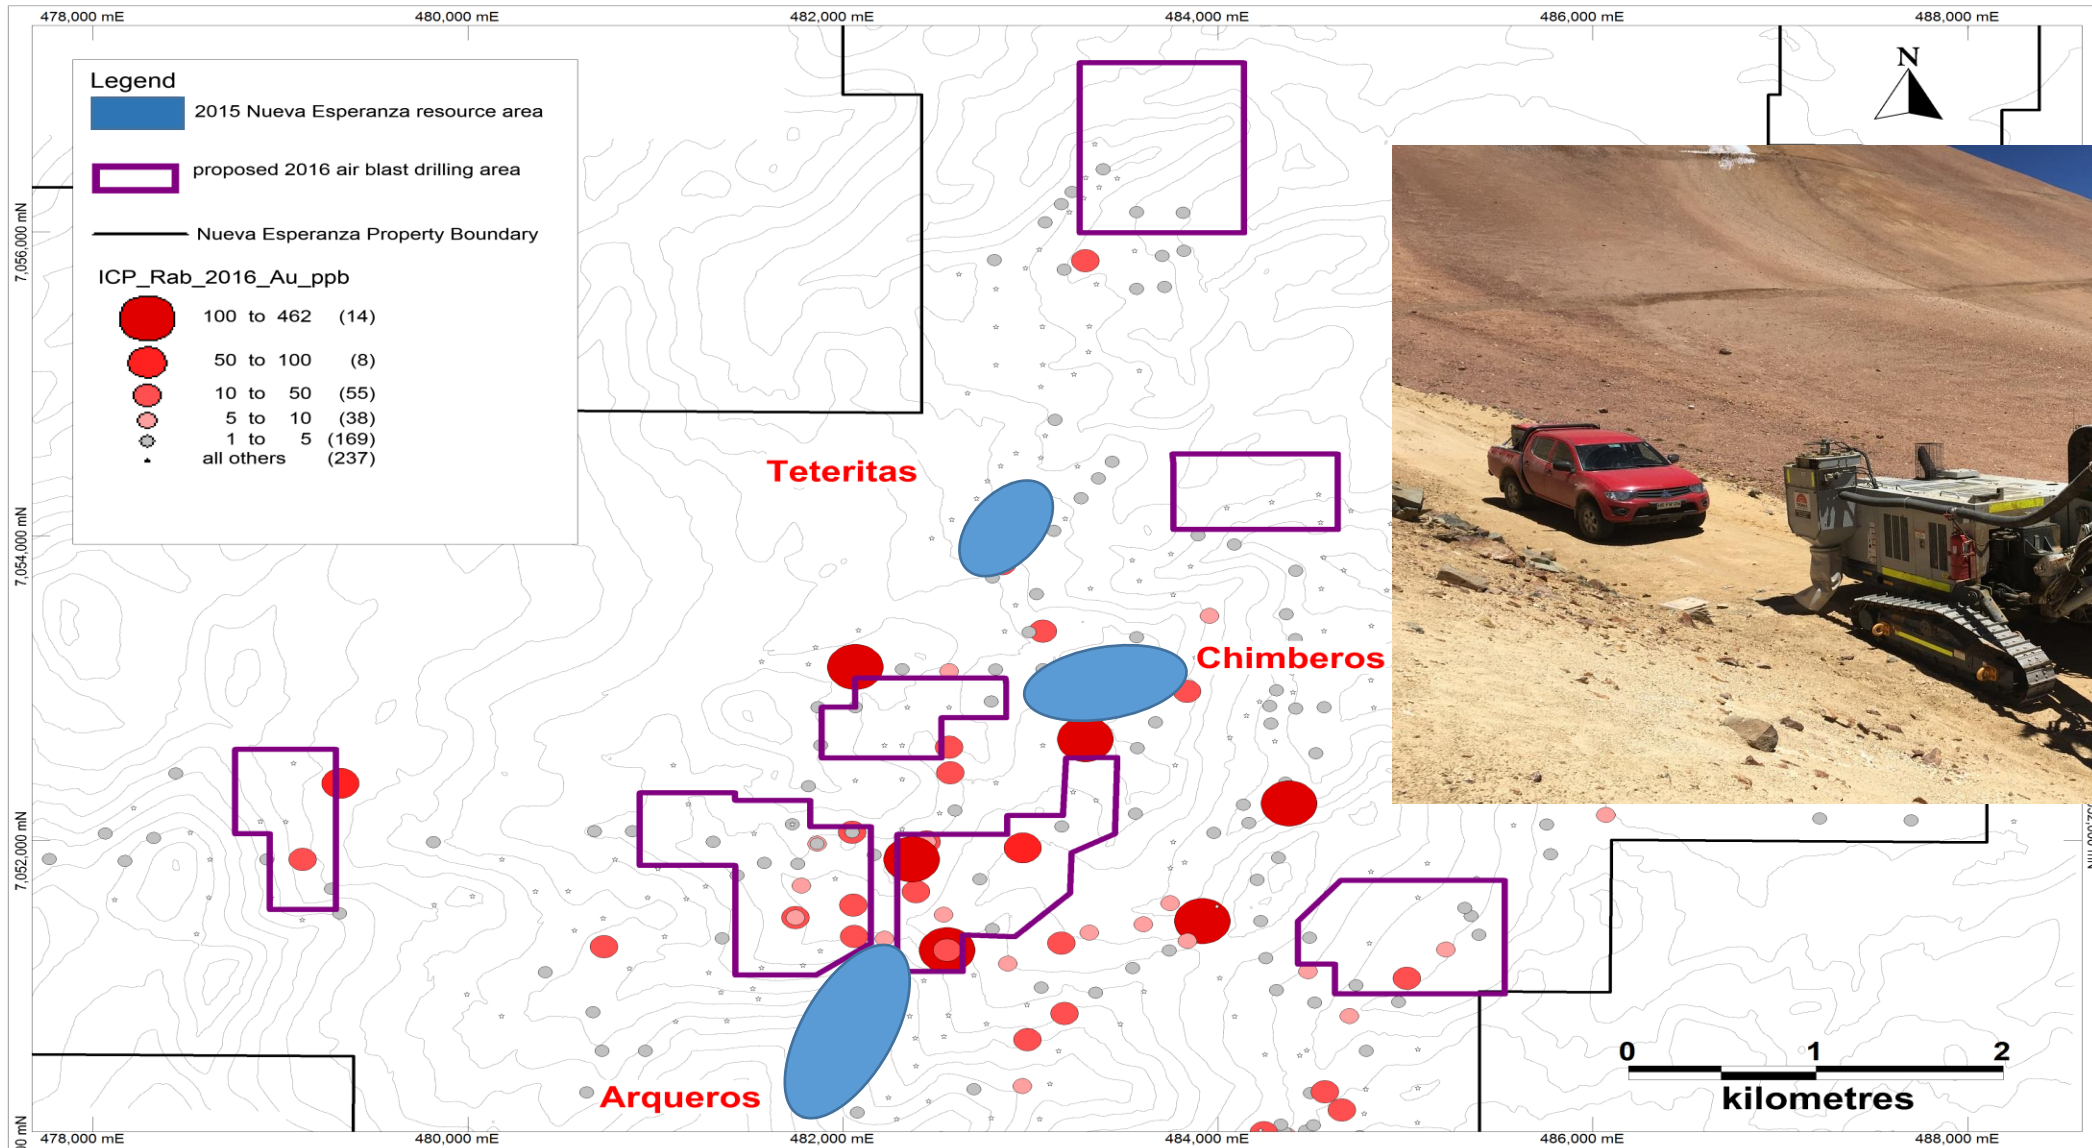 478,000 mE
480,000 mE
482,000 mE
484,000 mE
486,000 mE
488,000 mE
N
Legend
2015 Nueva Esperanza resource area
proposed 2016 air blast drilling area
Nueva Esperanza Property Boundary
ICP_Rab_2016_Au_ppb
100 to 462 (14)
50 to 100 (8)
10 to 50 (55)
5 to 10 (38)
1 to 5 (169)
all others (237)
7,056,000 mN
7,054,000 mN
7,052,000 mN
Teteritas
Chimberos
Arqueros
0 1 2
kilometres
478,000 mE
480,000 mE
482,000 mE
484,000 mE
486,000 mE
488,000 mE